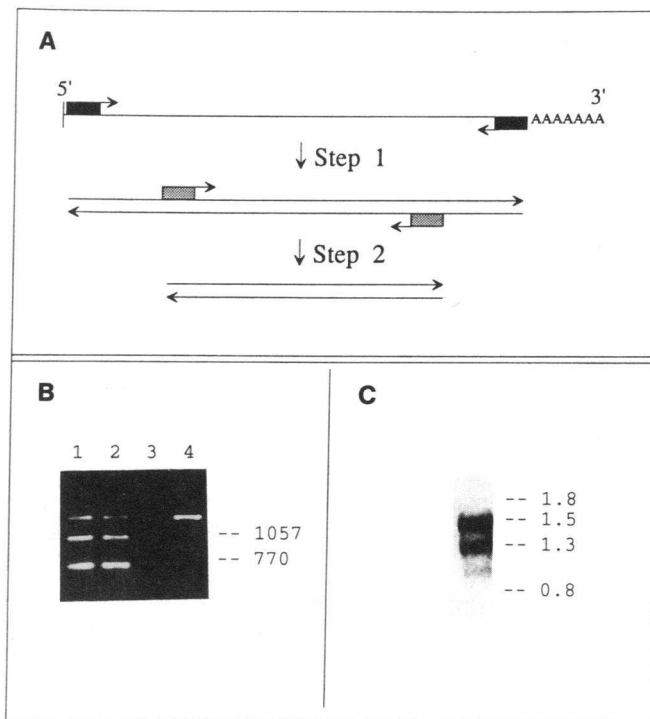 A
5' 3'
AAAAAAA
Step 1
Step 2
B
1 2 3 4
-- 1057
-- 770
C
-- 1.8
-- 1.5
-- 1.3
-- 0.8